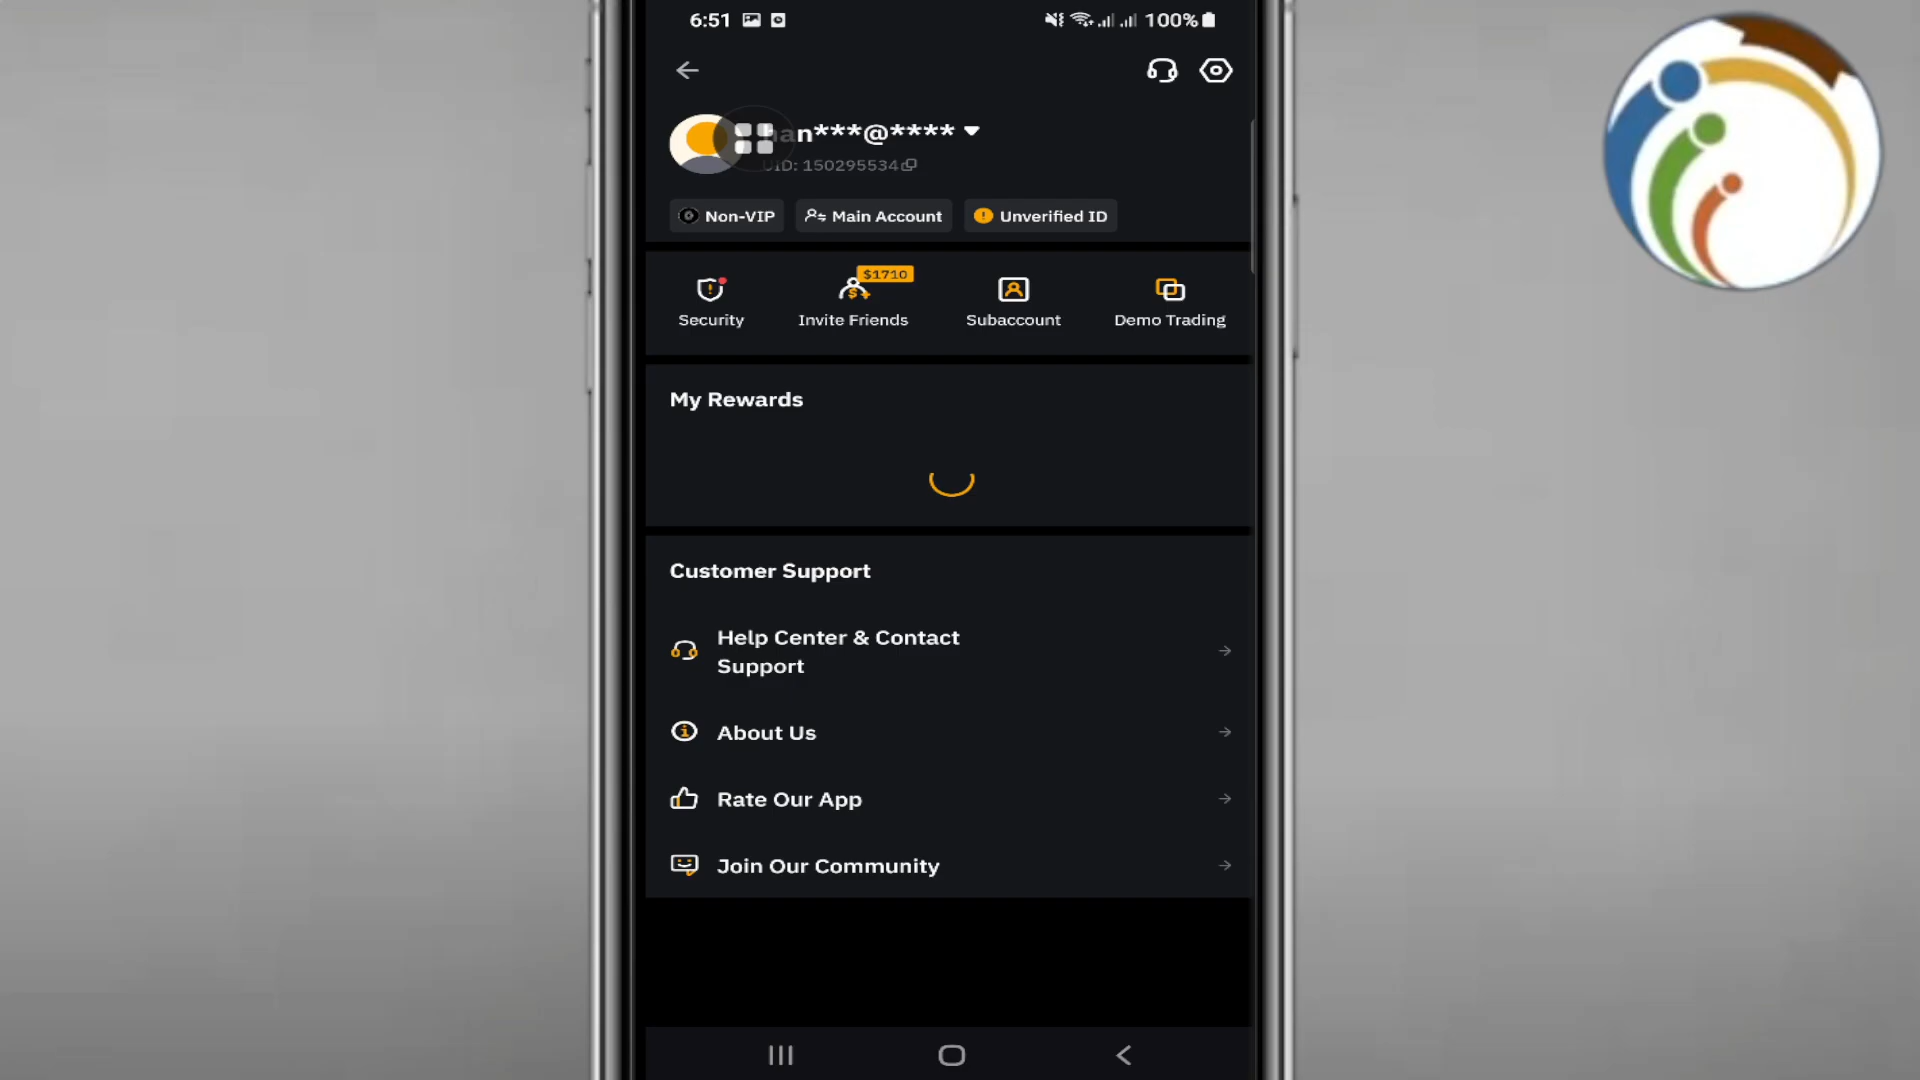 6:51 100%
an***@****
UID: 150295534
Non-VIP Main Account Unverified ID
$1710
Security Invite Friends Subaccount Demo Trading
My Rewards
Customer Support
Help Center & Contact
Support
About Us
Rate Our App
Join Our Community